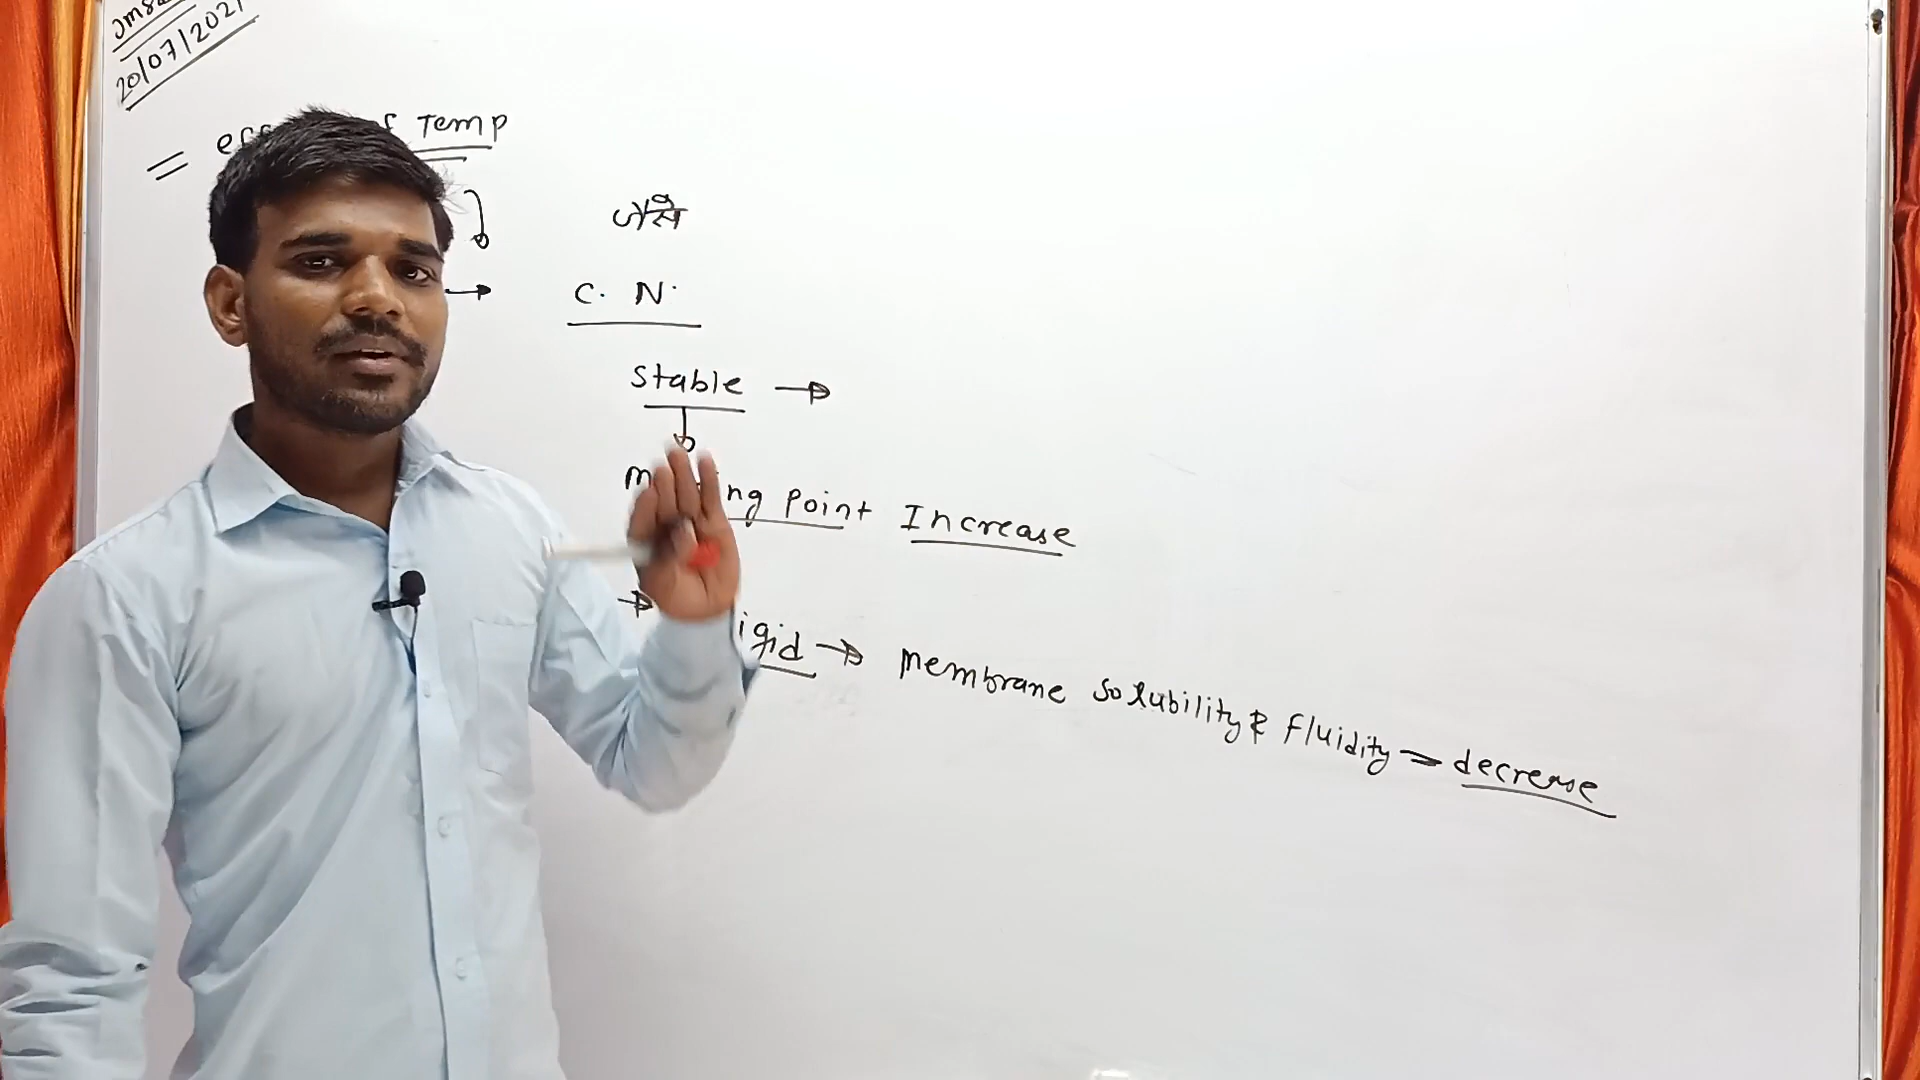 20/07/2021
= Temp
जैसे
→ C. N.
Stable →
ng Point Increase
→ igid → membrane solubility & fluidity → decrease